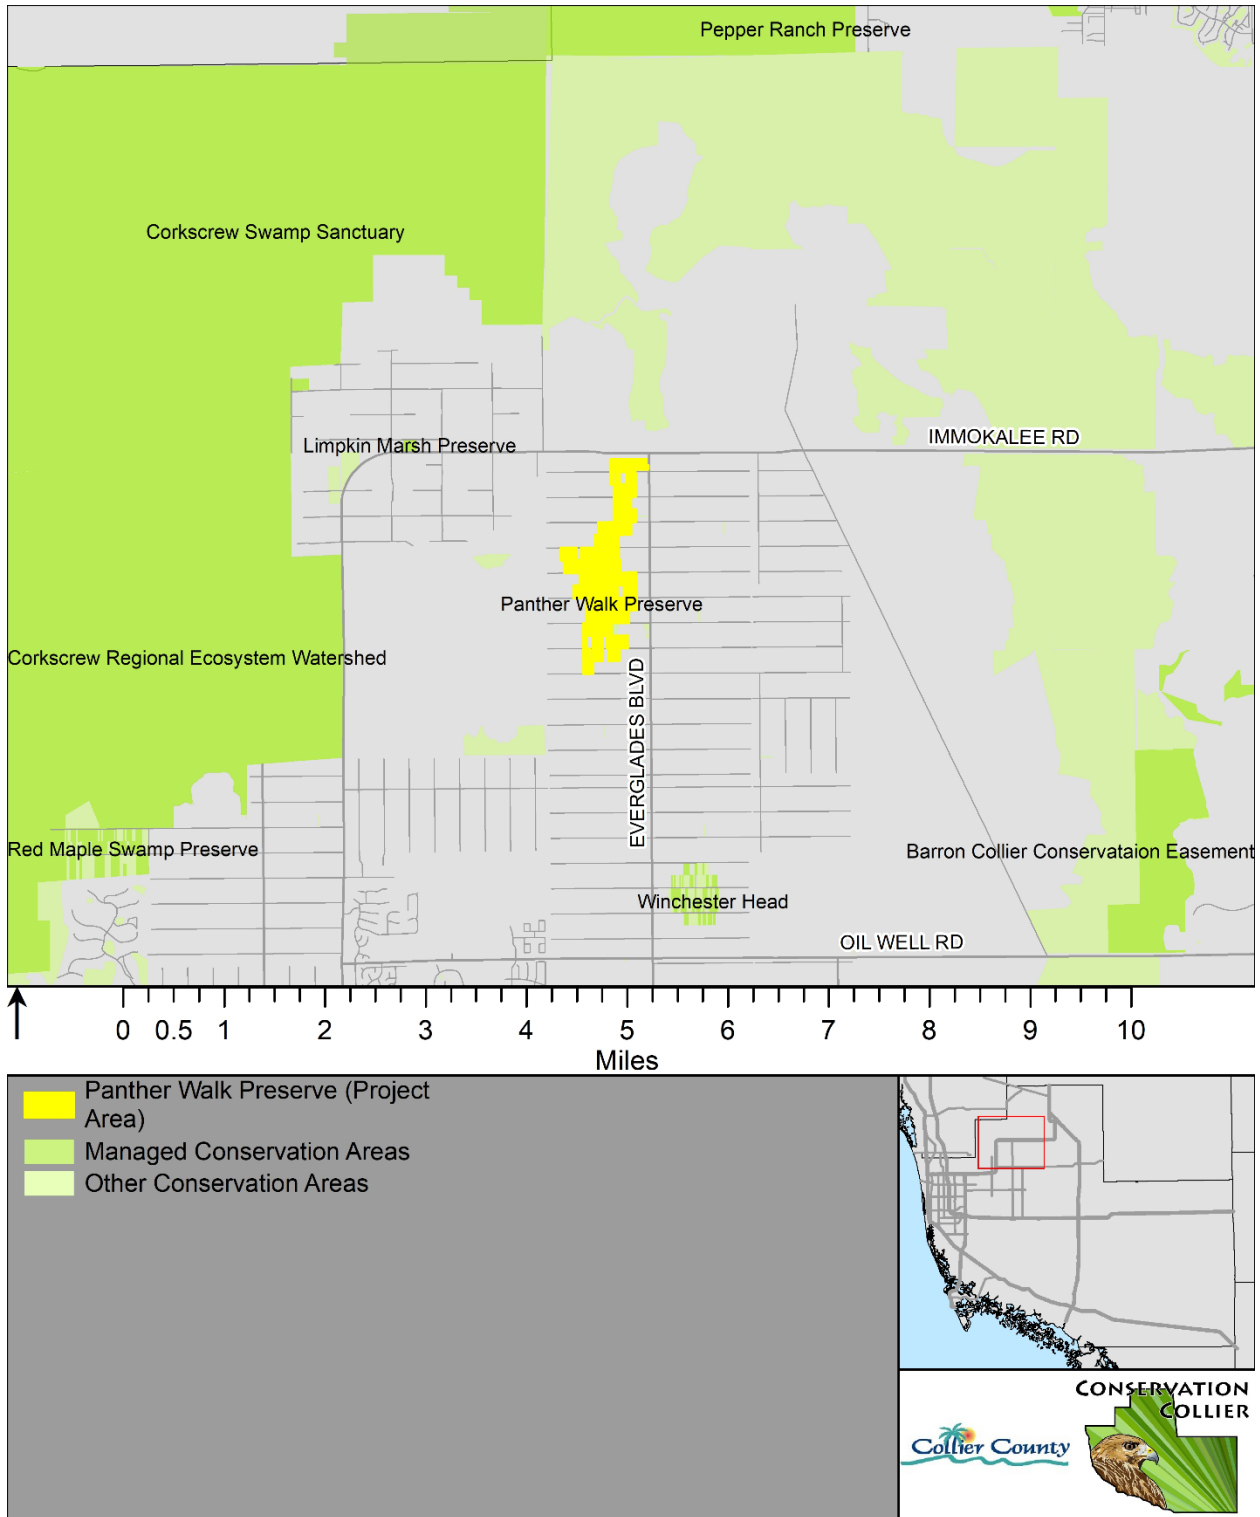 Pepper Ranch Preserve
Corkscrew Swamp Sanctuary
IMMOKALEE RD
Limpkin Marsh Preserve
Panther Walk Preserve
Corkscrew Regional Ecosystem Watershed
EVERGLADES BLVD
Red Maple Swamp Preserve
Barron Collier Conservataion Easement
Winchester Head
OIL WELL RD
0 0.5 1 2 3 4 5 6 7 8 9 10
Miles
Panther Walk Preserve (Project
Area)
Managed Conservation Areas
Other Conservation Areas
CONSERVATION
COLLIER
Collier County